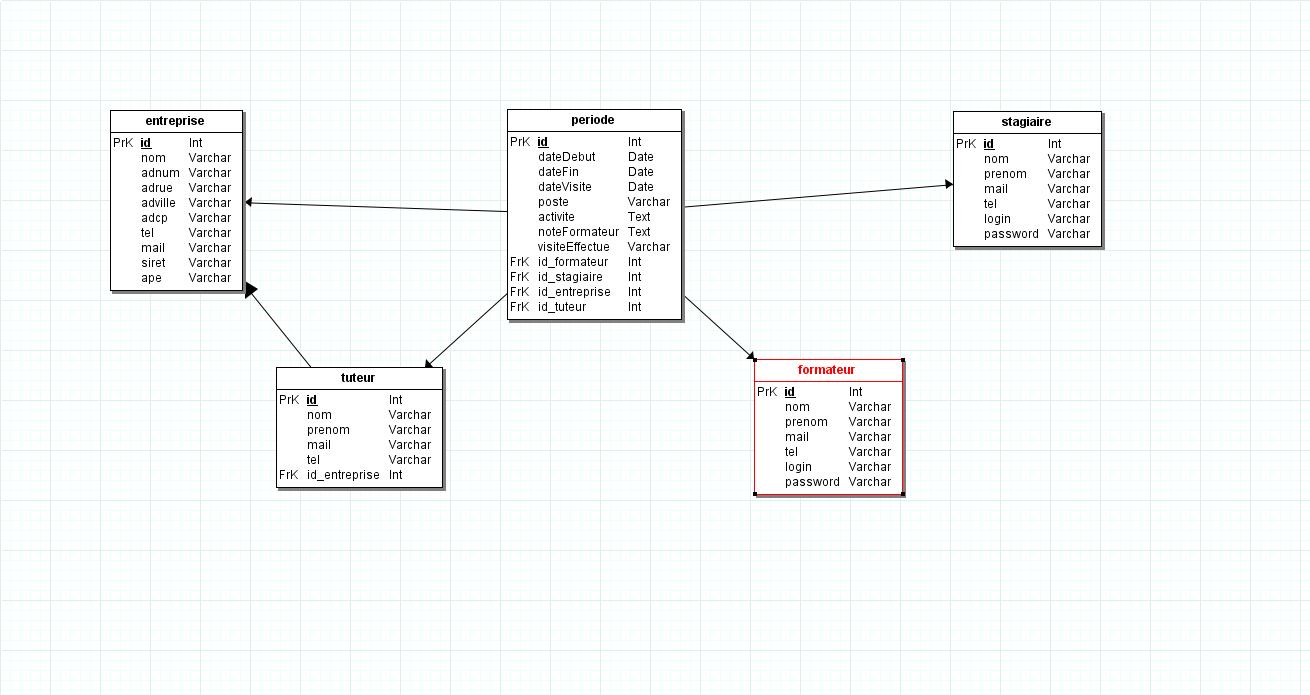 entreprise
PrK id Int
nom Varchar
adnum Varchar
adrue Varchar
adville Varchar
adcp Varchar
tel Varchar
mail Varchar
siret Varchar
ape Varchar
periode
PrK id Int
dateDebut Date
dateFin Date
dateVisite Date
poste Varchar
activite Text
noteFormateur Text
visiteEffectue Varchar
FrK id_formateur Int
FrK id_stagiaire Int
FrK id_entreprise Int
FrK id_tuteur Int
stagiaire
PrK id Int
nom Varchar
prenom Varchar
mail Varchar
tel Varchar
login Varchar
password Varchar
tuteur
PrK id Int
nom Varchar
prenom Varchar
mail Varchar
tel Varchar
FrK id_entreprise Int
formateur
PrK id Int
nom Varchar
prenom Varchar
mail Varchar
tel Varchar
login Varchar
password Varchar